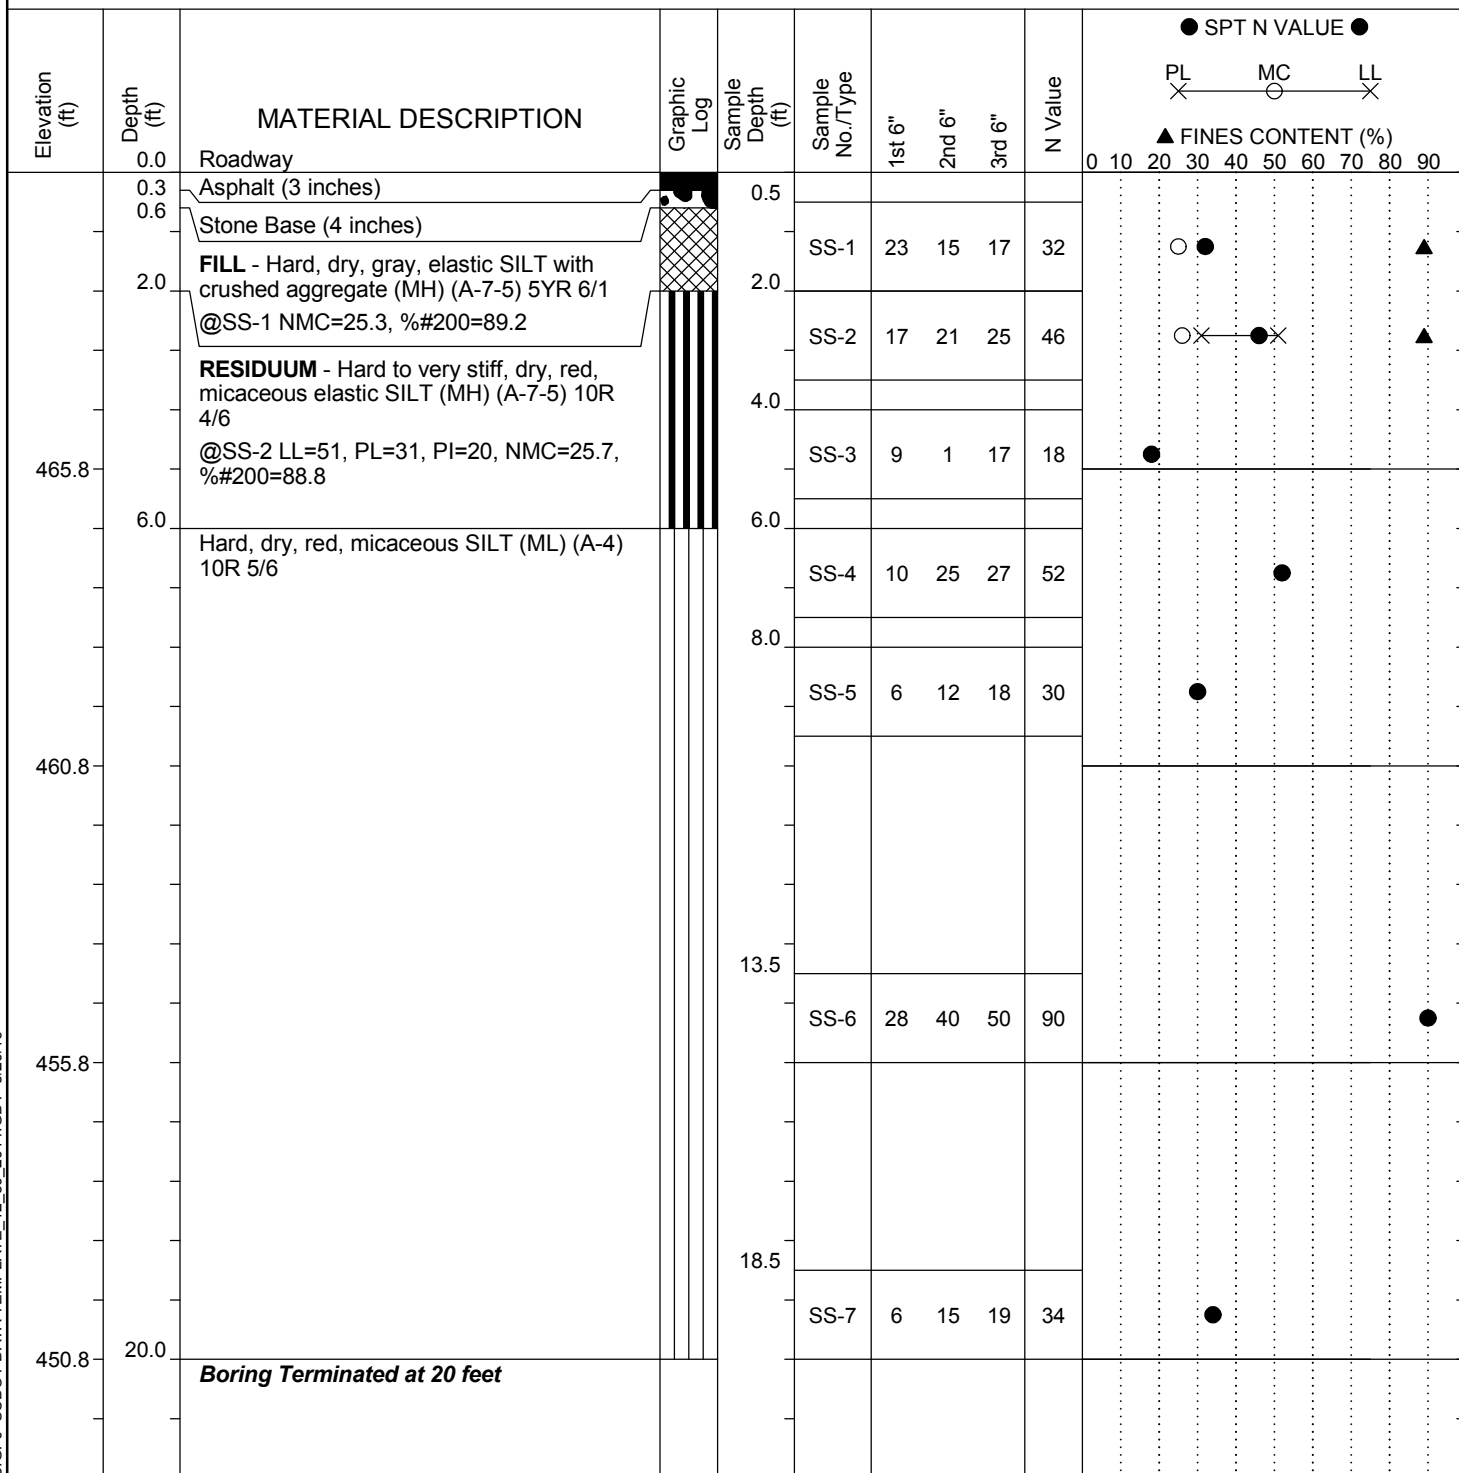 Elevation (ft)
Depth (ft)
MATERIAL DESCRIPTION
Graphic Log
Sample Depth (ft)
Sample No./Type
1st 6"
2nd 6"
3rd 6"
N Value
● SPT N VALUE ●
PL MC LL
▲ FINES CONTENT (%)
0 10 20 30 40 50 60 70 80 90
0.0 Roadway
0.3 Asphalt (3 inches)
0.5
0.6 Stone Base (4 inches)
SS-1 23 15 17 32
FILL - Hard, dry, gray, elastic SILT with
2.0 crushed aggregate (MH) (A-7-5) 5YR 6/1 2.0
@SS-1 NMC=25.3, %#200=89.2
SS-2 17 21 25 46
RESIDUUM - Hard to very stiff, dry, red,
micaceous elastic SILT (MH) (A-7-5) 10R
4.0
4/6
@SS-2 LL=51, PL=31, PI=20, NMC=25.7,
SS-3 9 1 17 18
465.8 %#200=88.8
6.0 6.0
Hard, dry, red, micaceous SILT (ML) (A-4)
10R 5/6
SS-4 10 25 27 52
8.0
SS-5 6 12 18 30
460.8
13.5
SS-6 28 40 50 90
455.8
18.5
SS-7 6 15 19 34
450.8 20.0
Boring Terminated at 20 feet